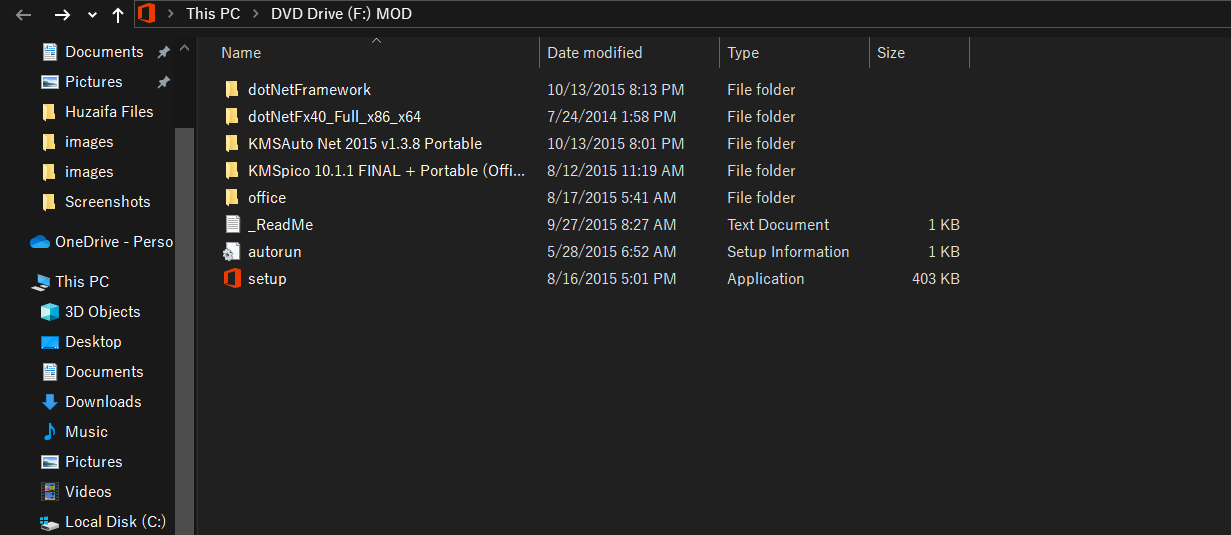 This PC > DVD Drive (F:) MOD
Documents
Pictures
Huzaifa Files
images
images
Screenshots
OneDrive - Perso
This PC
3D Objects
Desktop
Documents
Downloads
Music
Pictures
Videos
Local Disk (C:)
Name Date modified Type Size
dotNetFramework 10/13/2015 8:13 PM File folder
dotNetFx40_Full_x86_x64 7/24/2014 1:58 PM File folder
KMSAuto Net 2015 v1.3.8 Portable 10/13/2015 8:01 PM File folder
KMSpico 10.1.1 FINAL + Portable (Offi... 8/12/2015 11:19 AM File folder
office 8/17/2015 5:41 AM File folder
_ReadMe 9/27/2015 8:27 AM Text Document 1 KB
autorun 5/28/2015 6:52 AM Setup Information 1 KB
setup 8/16/2015 5:01 PM Application 403 KB